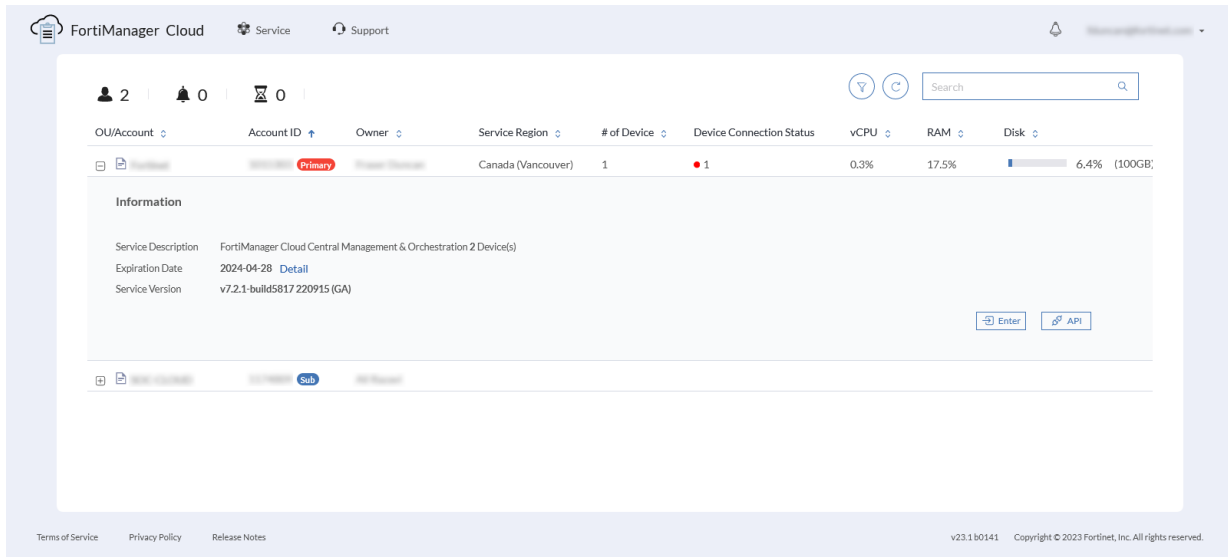 FortiManager Cloud Service Support
2 0 0 Search
OU/Account Account ID Owner Service Region # of Device Device Connection Status vCPU RAM Disk
Primary Canada (Vancouver) 1 1 0.3% 17.5% 6.4% (100GB)
Information
Service Description FortiManager Cloud Central Management & Orchestration 2 Device(s)
Expiration Date 2024-04-28 Detail
Service Version v7.2.1-build5817 220915 (GA)
Enter API
Sub
Terms of Service Privacy Policy Release Notes v23.1 b0141 Copyright © 2023 Fortinet, Inc. All rights reserved.